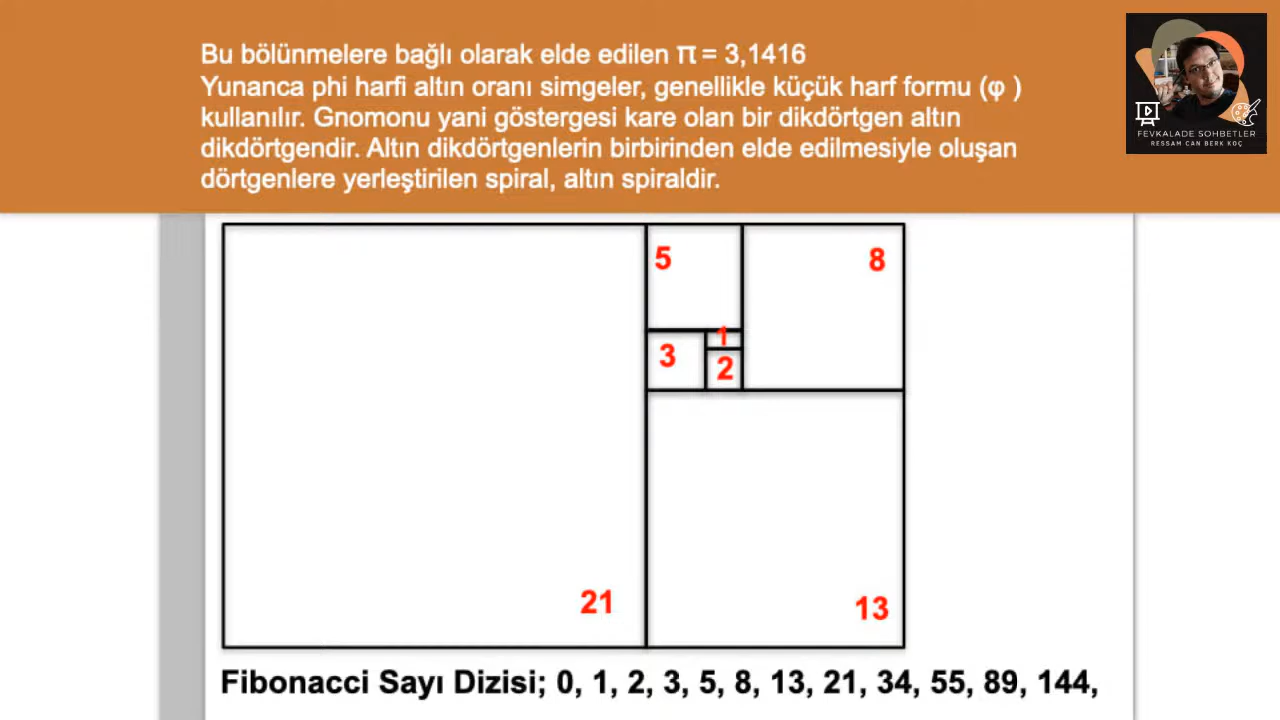 Bu bölünmelere bağlı olarak elde edilen π = 3,1416
Yunanca phi harfi altın oranı simgeler, genellikle küçük harf formu (φ )
kullanılır. Gnomonu yani göstergesi kare olan bir dikdörtgen altın
dikdörtgendir. Altın dikdörtgenlerin birbirinden elde edilmesiyle oluşan
dörtgenlere yerleştirilen spiral, altın spiraldir.
FEVKALADE SOHBETLER
RESSAM CAN BERK KOÇ
5
8
1
3
2
21
13
Fibonacci Sayı Dizisi; 0, 1, 2, 3, 5, 8, 13, 21, 34, 55, 89, 144,